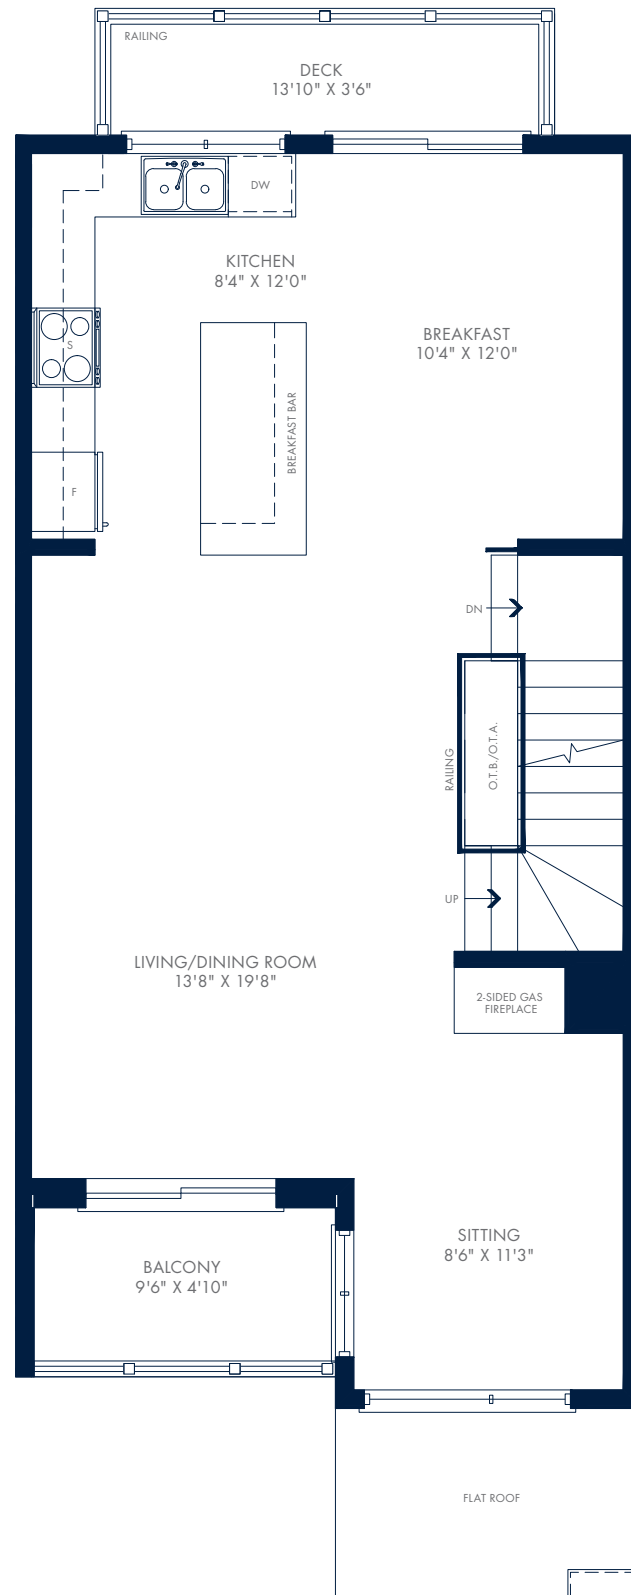 RAILING
DECK
13'10" X 3'6"
DW
KITCHEN
8'4" X 12'0"
BREAKFAST
10'4" X 12'0"
S
BREAKFAST BAR
F
DN
RAILING
O.T.B./O.T.A.
UP
LIVING/DINING ROOM
13'8" X 19'8"
2-SIDED GAS
FIREPLACE
SITTING
8'6" X 11'3"
BALCONY
9'6" X 4'10"
FLAT ROOF